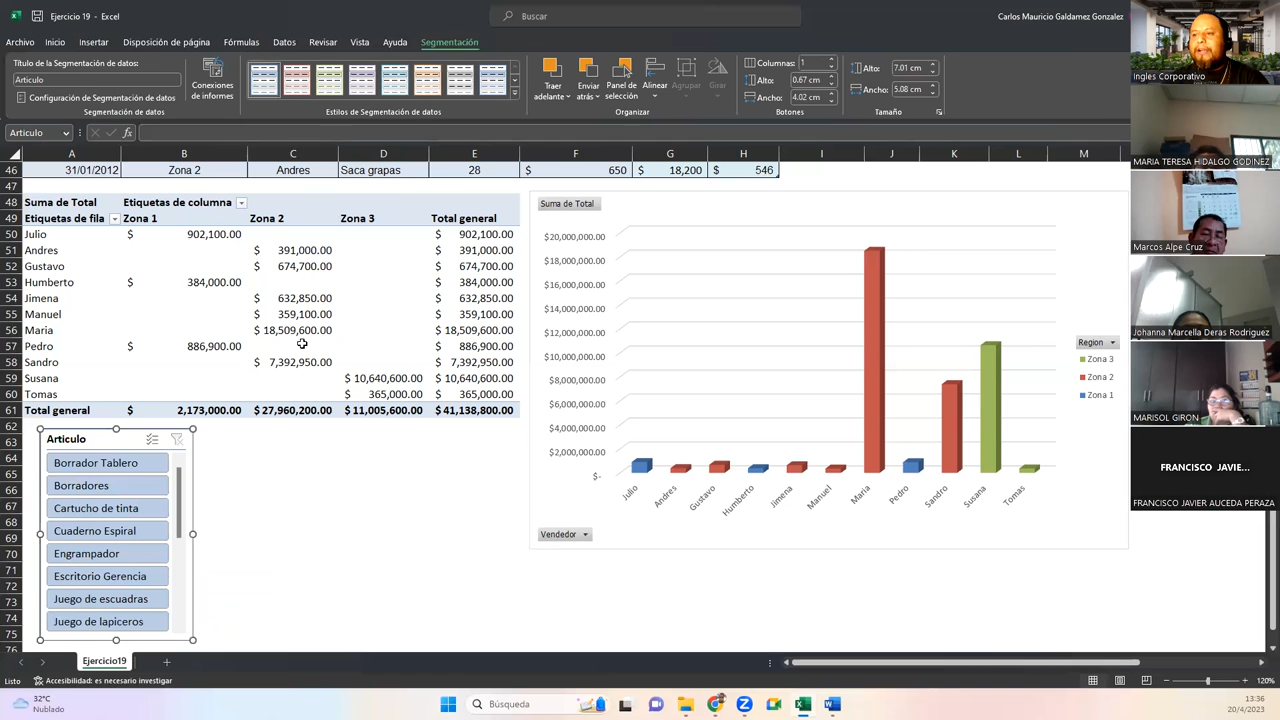 Ejercicio 19 - Excel
Buscar
Carlos Mauricio Galdamez Gonzalez
Archivo Inicio Insertar Disposición de página Fórmulas Datos Revisar Vista Ayuda Segmentación
Título de la Segmentación de datos:
Articulo
Configuración de Segmentación de datos
Segmentación de datos
Conexiones de informes
Estilos de Segmentación de datos
Traer adelante
Enviar atrás
Panel de selección
Alinear
Agrupar
Girar
Organizar
Columnas: 1
Alto: 0.67 cm
Ancho: 4.02 cm
Botones
Alto: 7.01 cm
Ancho: 5.08 cm
Tamaño
Articulo
fx
A B C D E F G H I J K L M
46 31/01/2012 Zona 2 Andres Saca grapas 28 $ 650 $ 18,200 $ 546
47
48 Suma de Total Etiquetas de columna
49 Etiquetas de fila Zona 1 Zona 2 Zona 3 Total general
50 Julio $ 902,100.00 $ 902,100.00
51 Andres $ 391,000.00 $ 391,000.00
52 Gustavo $ 674,700.00 $ 674,700.00
53 Humberto $ 384,000.00 $ 384,000.00
54 Jimena $ 632,850.00 $ 632,850.00
55 Manuel $ 359,100.00 $ 359,100.00
56 Maria $ 18,509,600.00 $ 18,509,600.00
57 Pedro $ 886,900.00 $ 886,900.00
58 Sandro $ 7,392,950.00 $ 7,392,950.00
59 Susana $ 10,640,600.00 $ 10,640,600.00
60 Tomas $ 365,000.00 $ 365,000.00
61 Total general $ 2,173,000.00 $ 27,960,200.00 $ 11,005,600.00 $ 41,138,800.00
62
63
64
65
66
67
68
69
70
71
72
73
74
75
76
Articulo
Borrador Tablero
Borradores
Cartucho de tinta
Cuaderno Espiral
Engrampador
Escritorio Gerencia
Juego de escuadras
Juego de lapiceros
Suma de Total
$20,000,000.00
$18,000,000.00
$16,000,000.00
$14,000,000.00
$12,000,000.00
$10,000,000.00
$8,000,000.00
$6,000,000.00
$4,000,000.00
$2,000,000.00
$-
Julio Andres Gustavo Humberto Jimena Manuel Maria Pedro Sandro Susana Tomas
Region
Zona 3
Zona 2
Zona 1
Vendedor
Ingles Corporativo
MARIA TERESA HIDALGO GODINEZ
Marcos Alpe Cruz
Johanna Marcella Deras Rodriguez
MARISOL GIRON
FRANCISCO JAVIE...
FRANCISCO JAVIER AUCEDA PERAZA
Ejercicio19
Listo
Accesibilidad: es necesario investigar
120%
32°C
Nublado
Búsqueda
13:36
20/4/2023